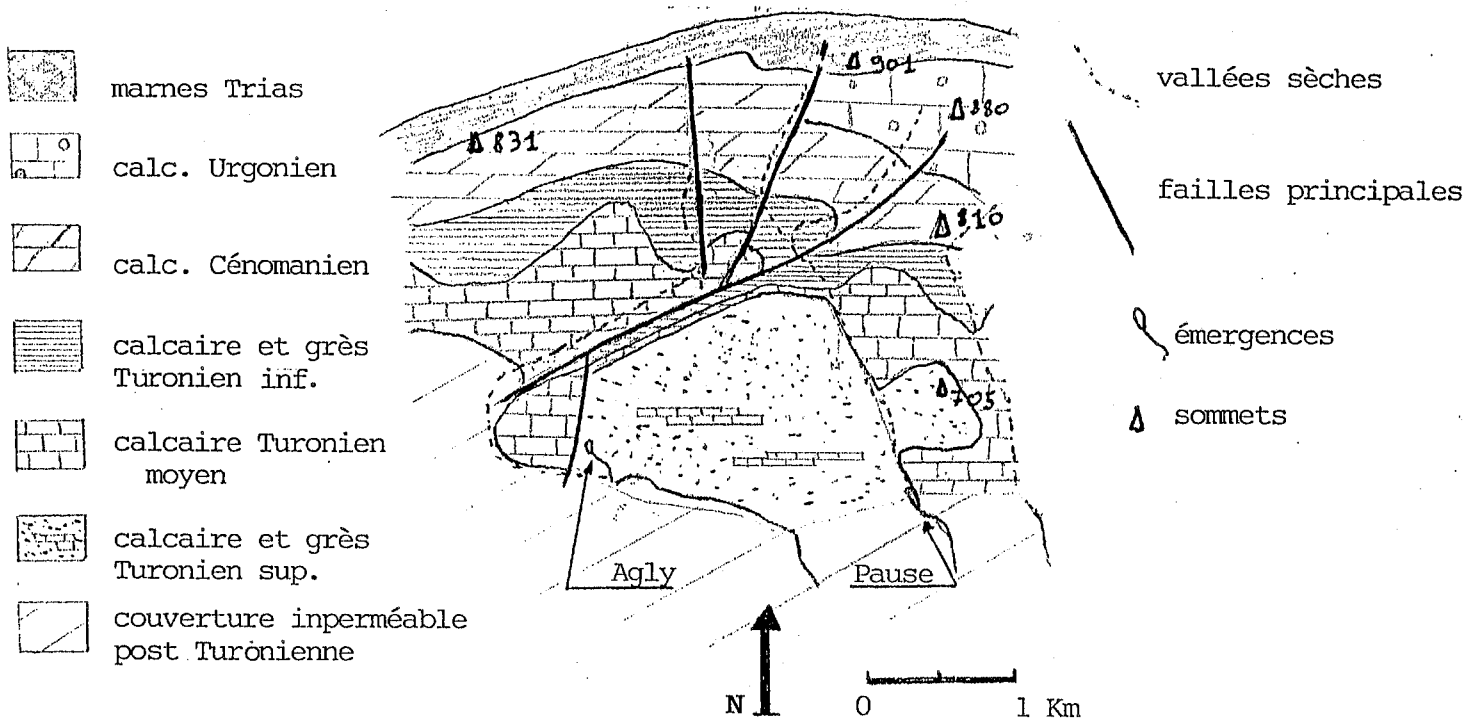 marnes Trias
calc. Urgonien
calc. Cénomanien
calcaire et grès
Turonien inf.
calcaire Turonien
moyen
calcaire et grès
Turonien sup.
couverture inperméable
post Turonienne
901
880
831
816
705
Agly
Pause
N
0 1 Km
vallées sèches
failles principales
émergences
sommets